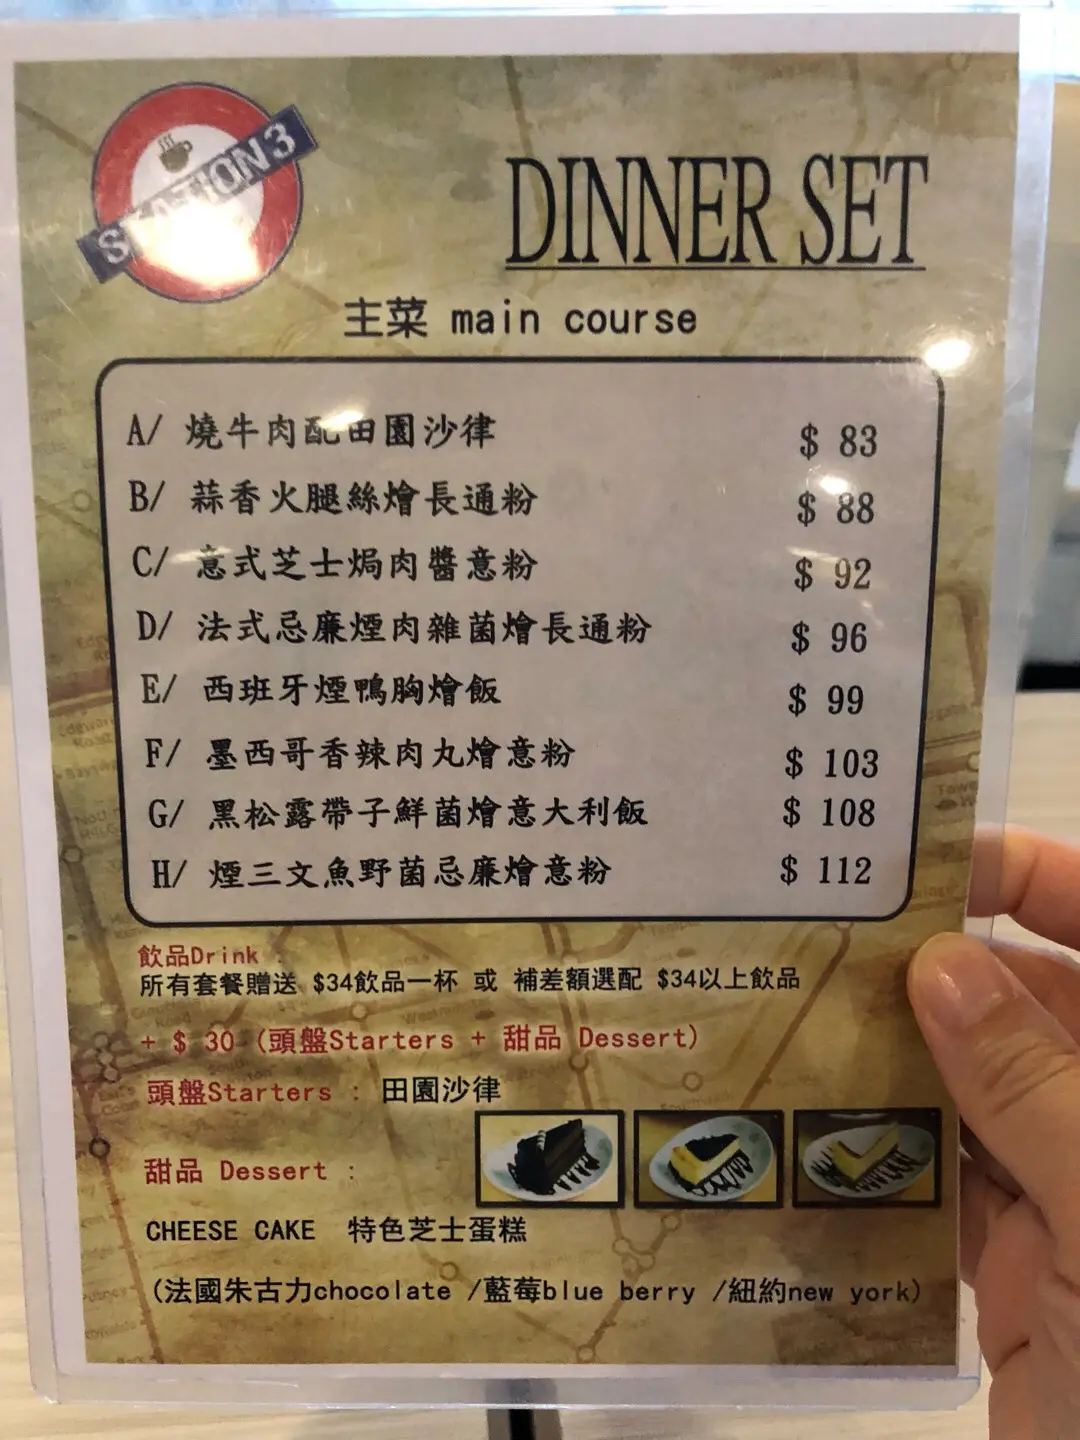 STATION3
DINNER SET
主菜 main course
A/ 燒牛肉配田園沙律 $ 83
B/ 蒜香火腿絲燴長通粉 $ 88
C/ 意式芝士焗肉醬意粉 $ 92
D/ 法式忌廉煙肉雜菌燴長通粉 $ 96
E/ 西班牙煙鴨胸燴飯 $ 99
F/ 墨西哥香辣肉丸燴意粉 $ 103
G/ 黑松露帶子鮮菌燴意大利飯 $ 108
H/ 煙三文魚野菌忌廉燴意粉 $ 112
飲品Drink :
所有套餐贈送 $34飲品一杯 或 補差額選配 $34以上飲品
+ $ 30 (頭盤Starters + 甜品 Dessert)
頭盤Starters : 田園沙律
甜品 Dessert :
CHEESE CAKE 特色芝士蛋糕
(法國朱古力chocolate /藍莓blue berry /紐約new york)